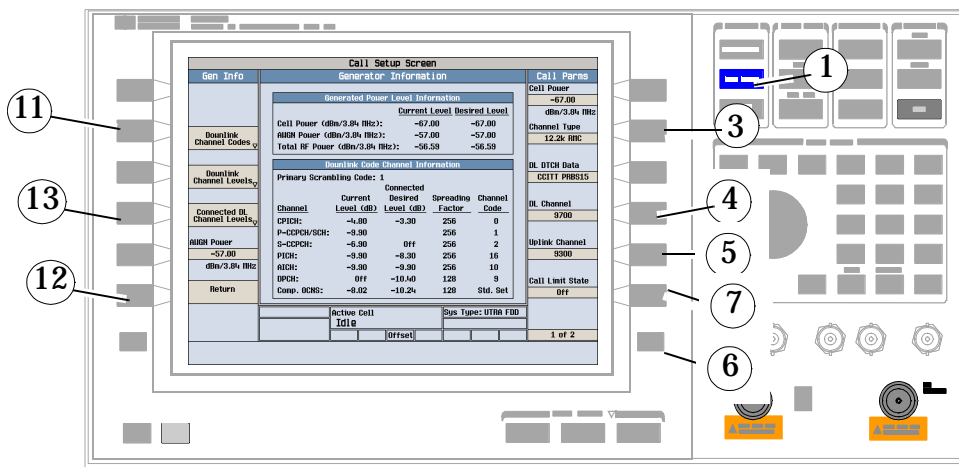 Call Setup Screen
Gen Info
Generator Information
Call Parms
Generated Power Level Information
Current Level Desired Level
Cell Power (dBm/3.84 MHz): -67.00 -67.00
AWGN Power (dBm/3.84 MHz): -57.00 -57.00
Total RF Power (dBm/3.84 MHz): -56.59 -56.59
Downlink Code Channel Information
Primary Scrambling Code: 1
Connected
Current Desired Spreading Channel
Channel Level (dB) Level (dB) Factor Code
CPICH: -4.80 -3.30 256 0
P-CCPCH/SCH: -9.90 256 1
S-CCPCH: -6.90 Off 256 2
PICH: -9.90 -8.30 256 16
AICH: -9.90 -9.90 256 10
DPCH: Off -10.40 128 9
Comp. OCNS: -8.02 -10.24 128 Std. Set
Downlink
Channel Codes
Downlink
Channel Levels
Connected DL
Channel Levels
AWGN Power
-57.00
dBm/3.84 MHz
Return
Cell Power
-67.00
dBm/3.84 MHz
Channel Type
12.2k RMC
DL DTCH Data
CCITT PRBS15
DL Channel
9700
Uplink Channel
9300
Call Limit State
Off
1 of 2
Active Cell
Idle
Sys Type: UTRA FDD
Offset
11
13
12
1
3
4
5
7
6